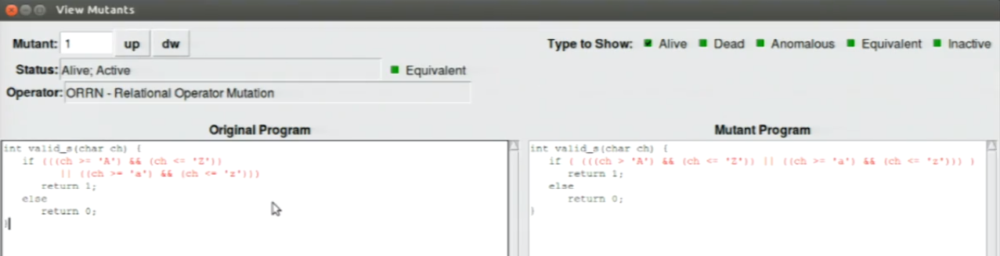 View Mutants
Mutant: 1 up dw Type to Show: Alive Dead Anomalous Equivalent Inactive
Status: Alive; Active Equivalent
Operator: ORRN - Relational Operator Mutation
Original Program
int valid_s(char ch) {
if (((ch >= 'A') && (ch <= 'Z'))
|| ((ch >= 'a') && (ch <= 'z')))
return 1;
else
return 0;
}
Mutant Program
int valid_s(char ch) {
if ( (((ch > 'A') && (ch <= 'Z')) || ((ch >= 'a') && (ch <= 'z'))) )
return 1;
else
return 0;
}